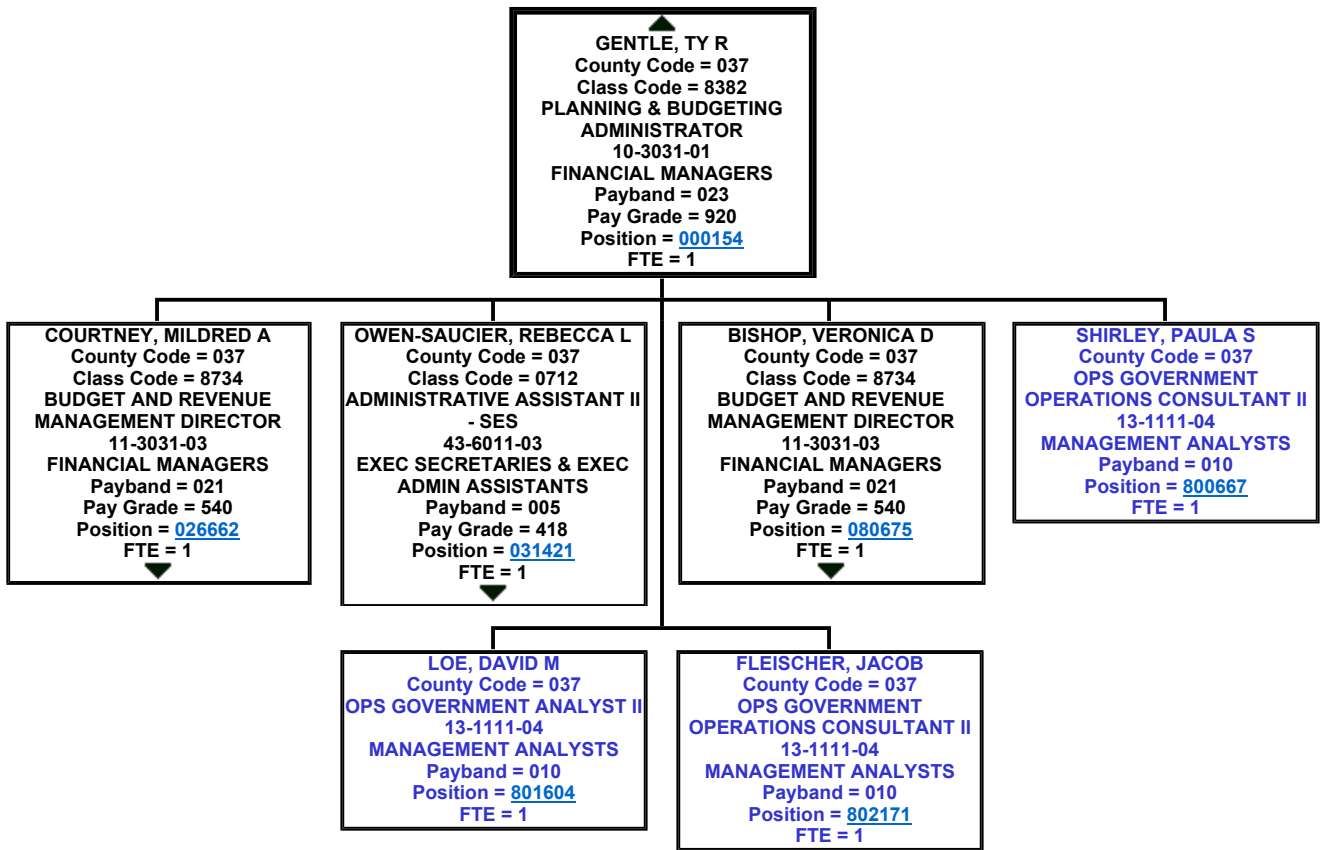 GENTLE, TY R
County Code = 037
Class Code = 8382
PLANNING & BUDGETING
ADMINISTRATOR
10-3031-01
FINANCIAL MANAGERS
Payband = 023
Pay Grade = 920
Position = 000154
FTE = 1
COURTNEY, MILDRED A
County Code = 037
Class Code = 8734
BUDGET AND REVENUE
MANAGEMENT DIRECTOR
11-3031-03
FINANCIAL MANAGERS
Payband = 021
Pay Grade = 540
Position = 026662
FTE = 1
OWEN-SAUCIER, REBECCA L
County Code = 037
Class Code = 0712
ADMINISTRATIVE ASSISTANT II
- SES
43-6011-03
EXEC SECRETARIES & EXEC
ADMIN ASSISTANTS
Payband = 005
Pay Grade = 418
Position = 031421
FTE = 1
BISHOP, VERONICA D
County Code = 037
Class Code = 8734
BUDGET AND REVENUE
MANAGEMENT DIRECTOR
11-3031-03
FINANCIAL MANAGERS
Payband = 021
Pay Grade = 540
Position = 080675
FTE = 1
SHIRLEY, PAULA S
County Code = 037
OPS GOVERNMENT
OPERATIONS CONSULTANT II
13-1111-04
MANAGEMENT ANALYSTS
Payband = 010
Position = 800667
FTE = 1
LOE, DAVID M
County Code = 037
OPS GOVERNMENT ANALYST II
13-1111-04
MANAGEMENT ANALYSTS
Payband = 010
Position = 801604
FTE = 1
FLEISCHER, JACOB
County Code = 037
OPS GOVERNMENT
OPERATIONS CONSULTANT II
13-1111-04
MANAGEMENT ANALYSTS
Payband = 010
Position = 802171
FTE = 1